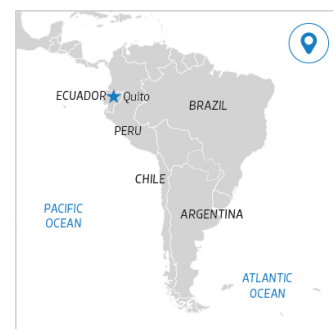 ECUADOR Quito
BRAZIL
PERU
CHILE
PACIFIC
OCEAN
ARGENTINA
ATLANTIC
OCEAN